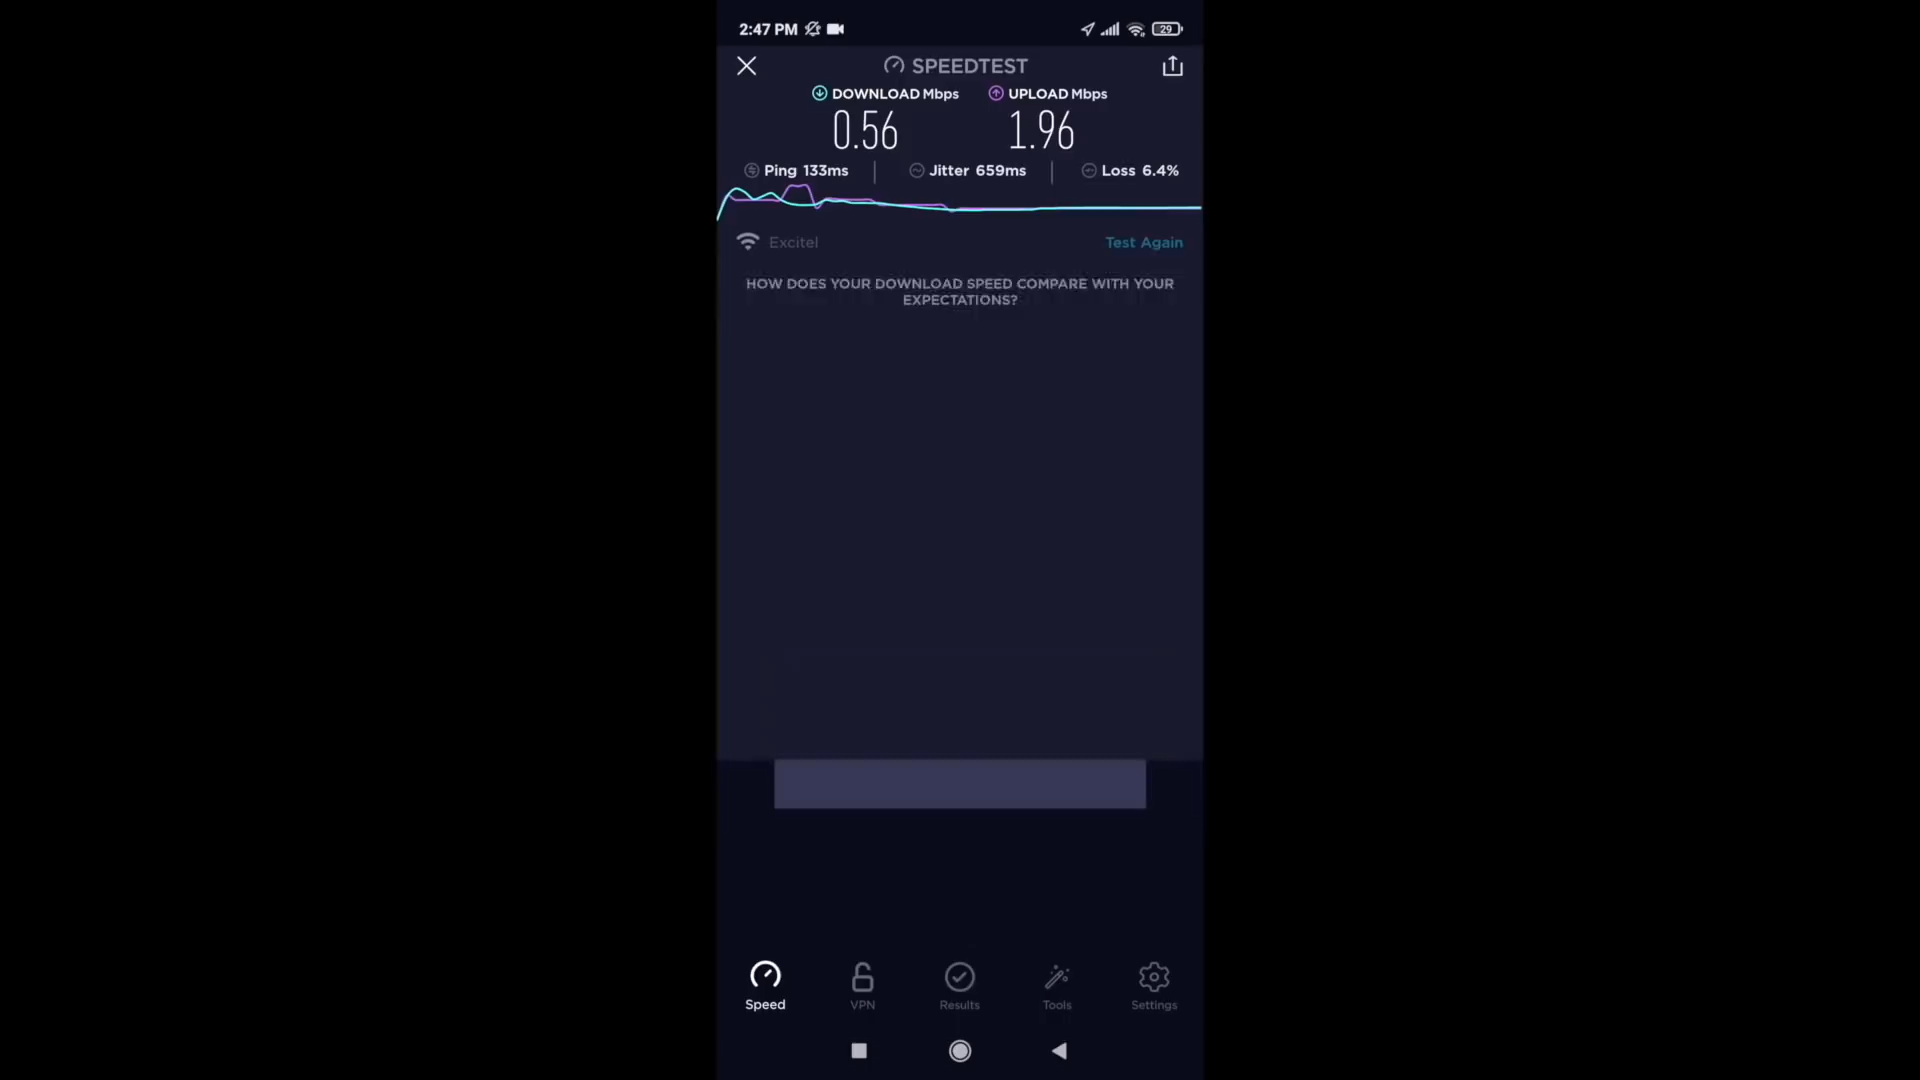 2:47 PM 29
SPEEDTEST
DOWNLOAD Mbps UPLOAD Mbps
0.56 1.96
Ping 133ms Jitter 659ms Loss 6.4%
Excitel Test Again
HOW DOES YOUR DOWNLOAD SPEED COMPARE WITH YOUR
EXPECTATIONS?
Speed VPN Results Tools Settings